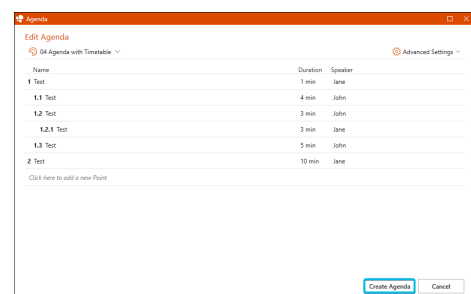 Agenda
Edit Agenda
04 Agenda with Timetable Advanced Settings
Name Duration Speaker
1 Test 1 min Jane
1.1 Test 4 min John
1.2 Test 3 min John
1.2.1 Test 3 min Jane
1.3 Test 5 min John
2 Test 10 min Jane
Click here to add a new Point
Create Agenda Cancel